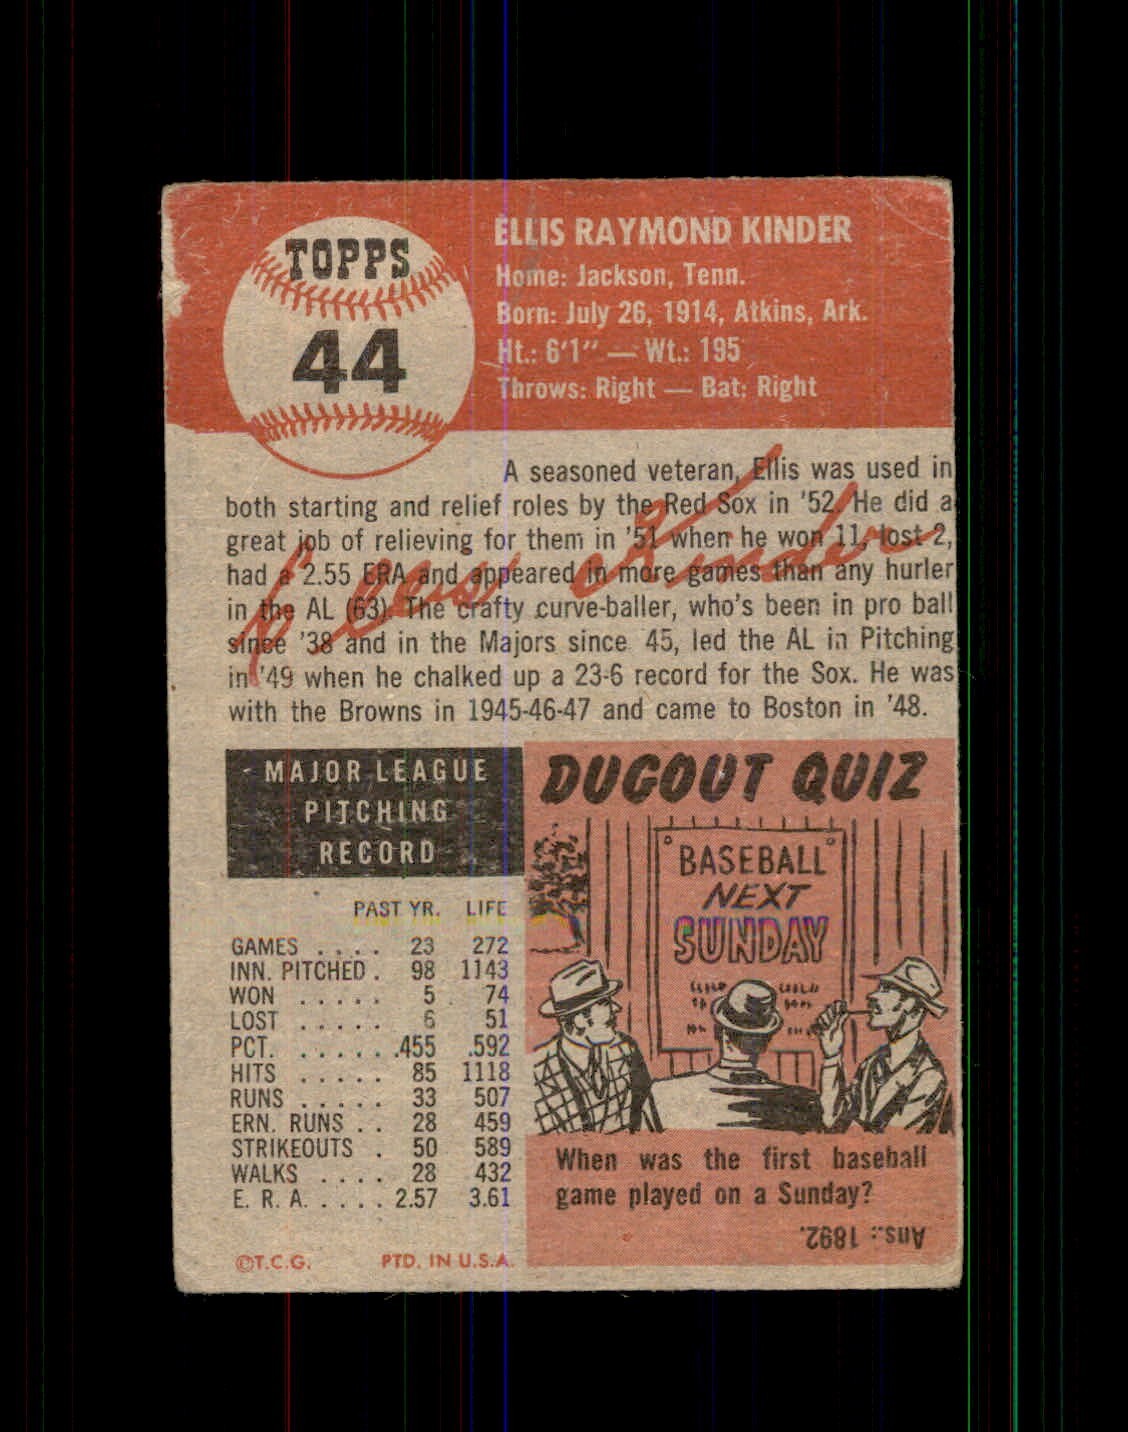 TOPPS
44
ELLIS RAYMOND KINDER
Home: Jackson, Tenn.
Born: July 26, 1914, Atkins, Ark.
Ht.: 6'1" — Wt.: 195
Throws: Right — Bat: Right
A seasoned veteran, Ellis was used in
both starting and relief roles by the Red Sox in '52. He did a
great job of relieving for them in '51 when he won 11, lost 2,
had a 2.55 ERA and appeared in more games than any hurler
in the AL (63). The crafty curve-baller, who's been in pro ball
since '38 and in the Majors since 45, led the AL in Pitching
in '49 when he chalked up a 23-6 record for the Sox. He was
with the Browns in 1945-46-47 and came to Boston in '48.
Ellis Kinder
MAJOR LEAGUE
PITCHING
RECORD
PAST YR. LIFE
GAMES .... 23 272
INN. PITCHED . 98 1143
WON ..... 5 74
LOST ..... 6 51
PCT. ...... .455 .592
HITS ..... 85 1118
RUNS ..... 33 507
ERN. RUNS .. 28 459
STRIKEOUTS . 50 589
WALKS .... 28 432
E. R. A. .... 2.57 3.61
©T.C.G. PTD. IN U.S.A.
DUGOUT QUIZ
BASEBALL
NEXT
SUNDAY
When was the first baseball
game played on a Sunday?
Ans.: 1892.